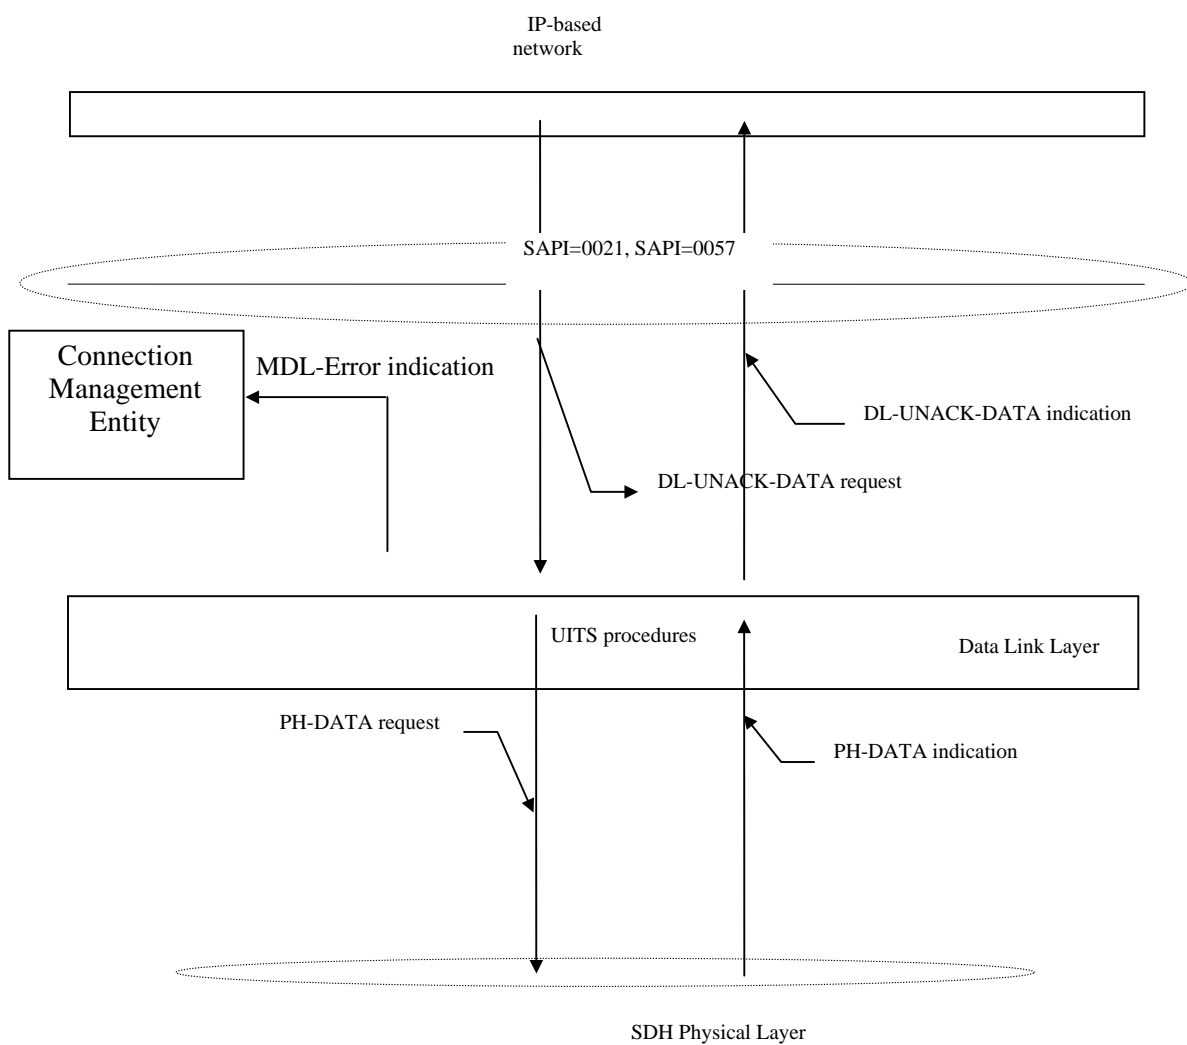 IP-based
network
SAPI=0021, SAPI=0057
Connection
Management
Entity
MDL-Error indication
DL-UNACK-DATA indication
DL-UNACK-DATA request
UITS procedures
Data Link Layer
PH-DATA request
PH-DATA indication
SDH Physical Layer